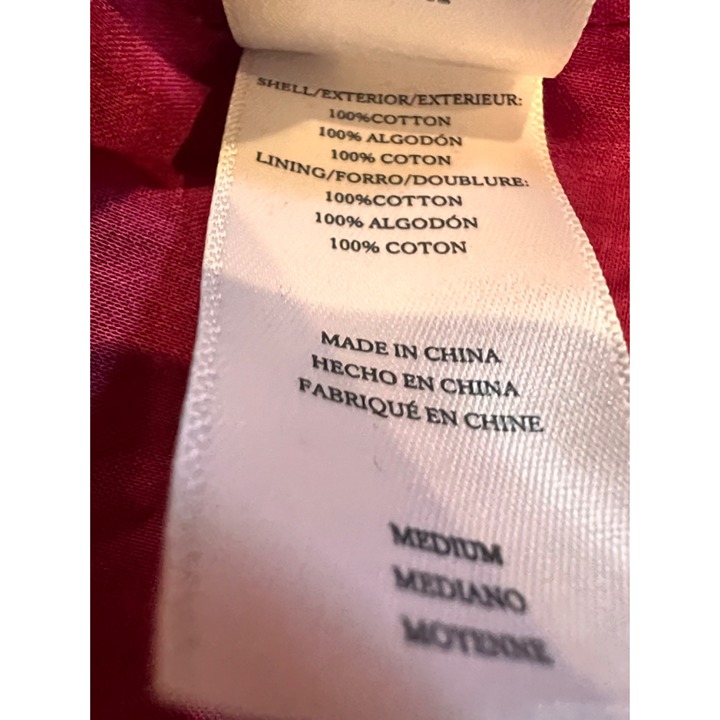 SHELL/EXTERIOR/EXTERIEUR:
100%COTTON
100% ALGODÓN
100% COTON
LINING/FORRO/DOUBLURE:
100%COTTON
100% ALGODÓN
100% COTON
MADE IN CHINA
HECHO EN CHINA
FABRIQUÉ EN CHINE
MEDIUM
MEDIANO
MOYENNE